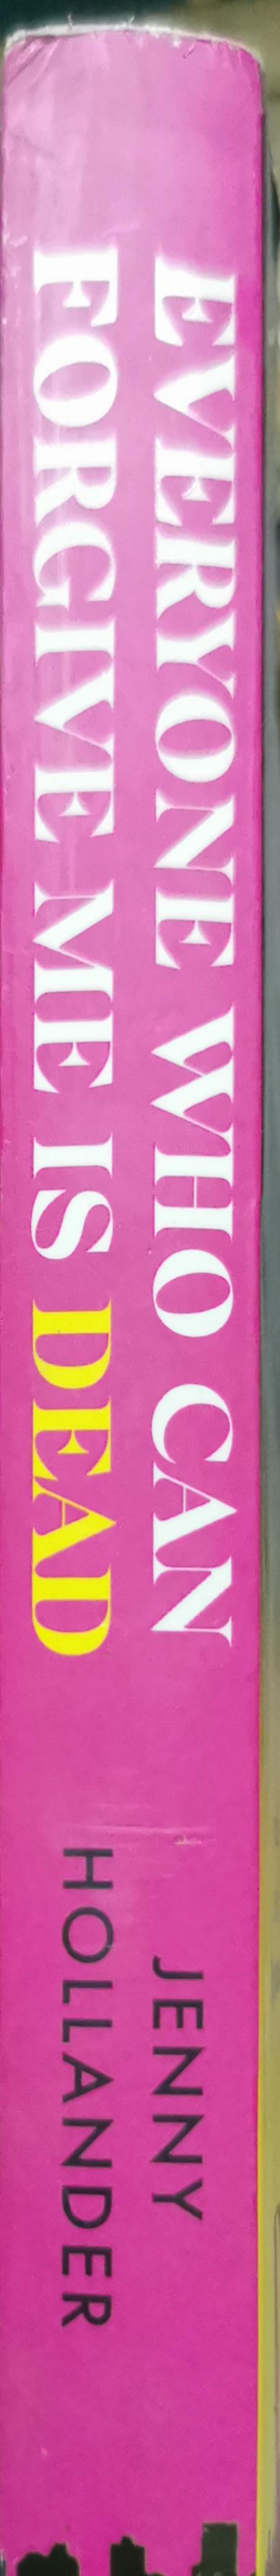 EVERYONE WHO CAN
FORGIVE ME IS DEAD
JENNY
HOLLANDER